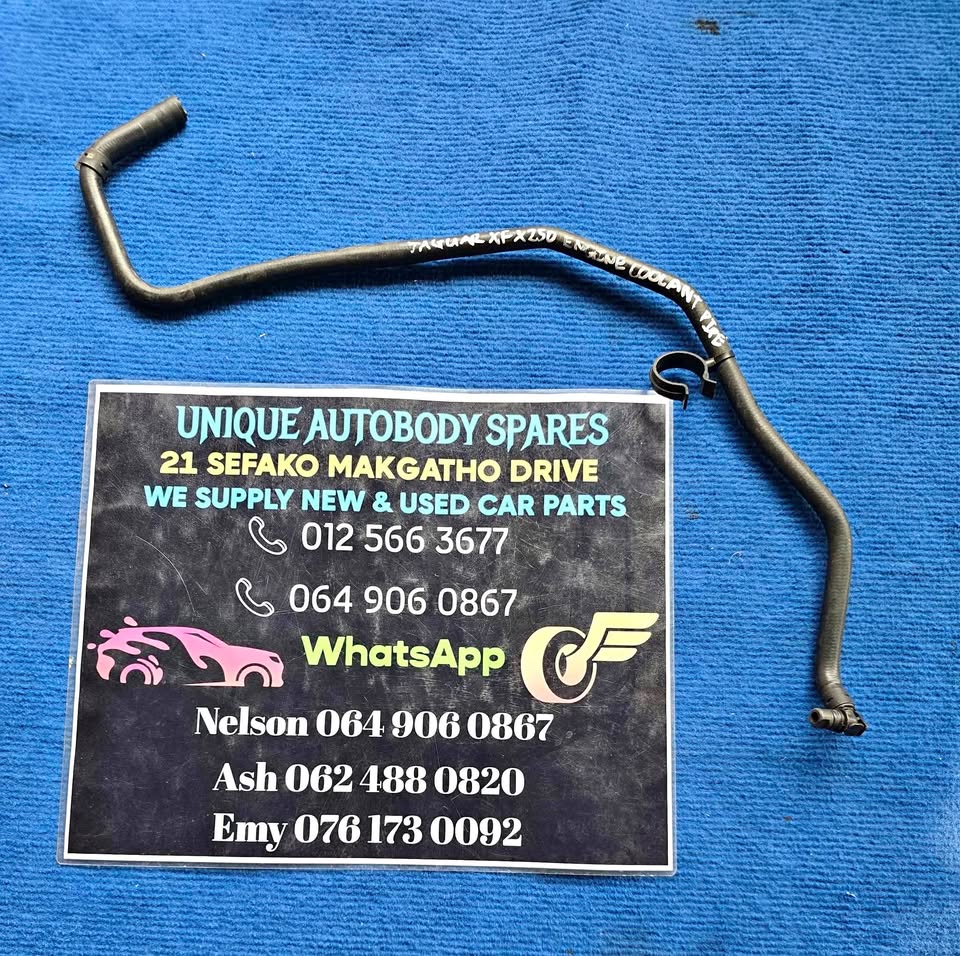 JAGUAR XF X250 ENGINE COOLANT PIPE
UNIQUE AUTOBODY SPARES
21 SEFAKO MAKGATHO DRIVE
WE SUPPLY NEW & USED CAR PARTS
012 566 3677
064 906 0867
WhatsApp
Nelson 064 906 0867
Ash 062 488 0820
Emy 076 173 0092